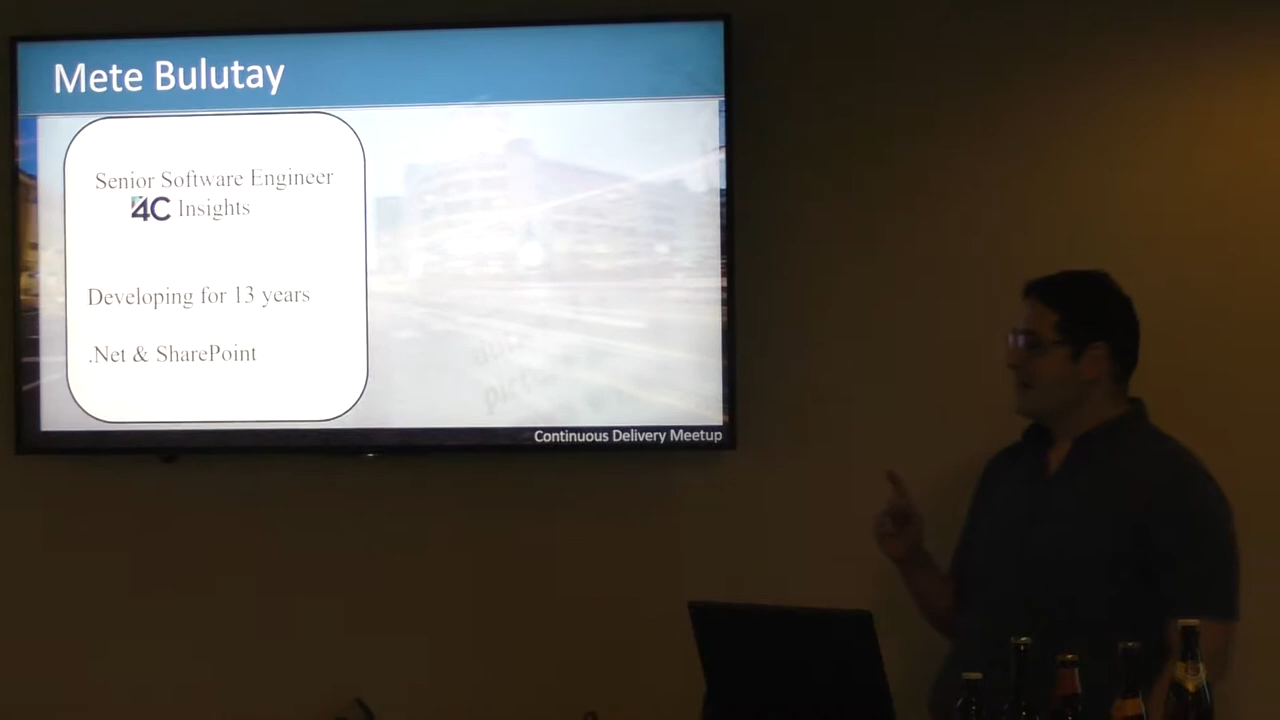 Mete Bulutay
Senior Software Engineer
4C Insights
Developing for 13 years
.Net & SharePoint
Continuous Delivery Meetup